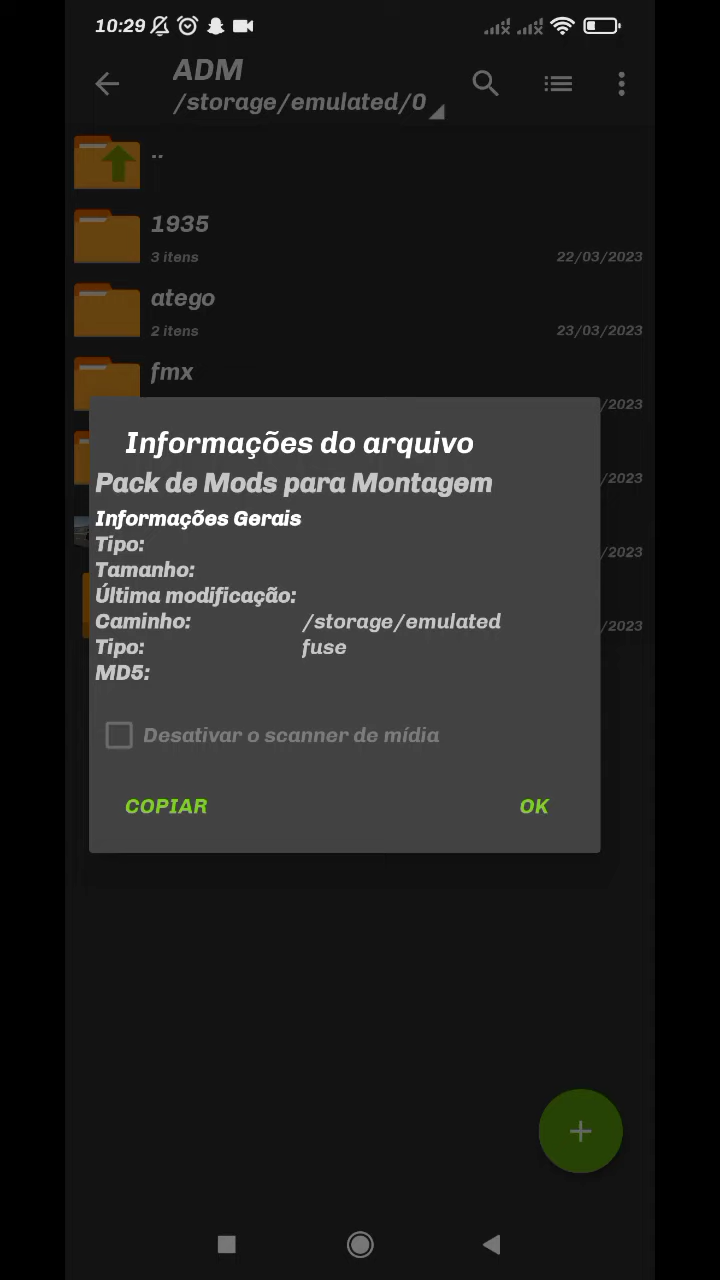 10:29
ADM
/storage/emulated/0
..
1935
3 itens 22/03/2023
atego
2 itens 23/03/2023
fmx
/2023
/2023
/2023
/2023
Informações do arquivo
Pack de Mods para Montagem
Informações Gerais
Tipo:
Tamanho:
Última modificação:
Caminho: /storage/emulated
Tipo: fuse
MD5:
Desativar o scanner de mídia
COPIAR OK